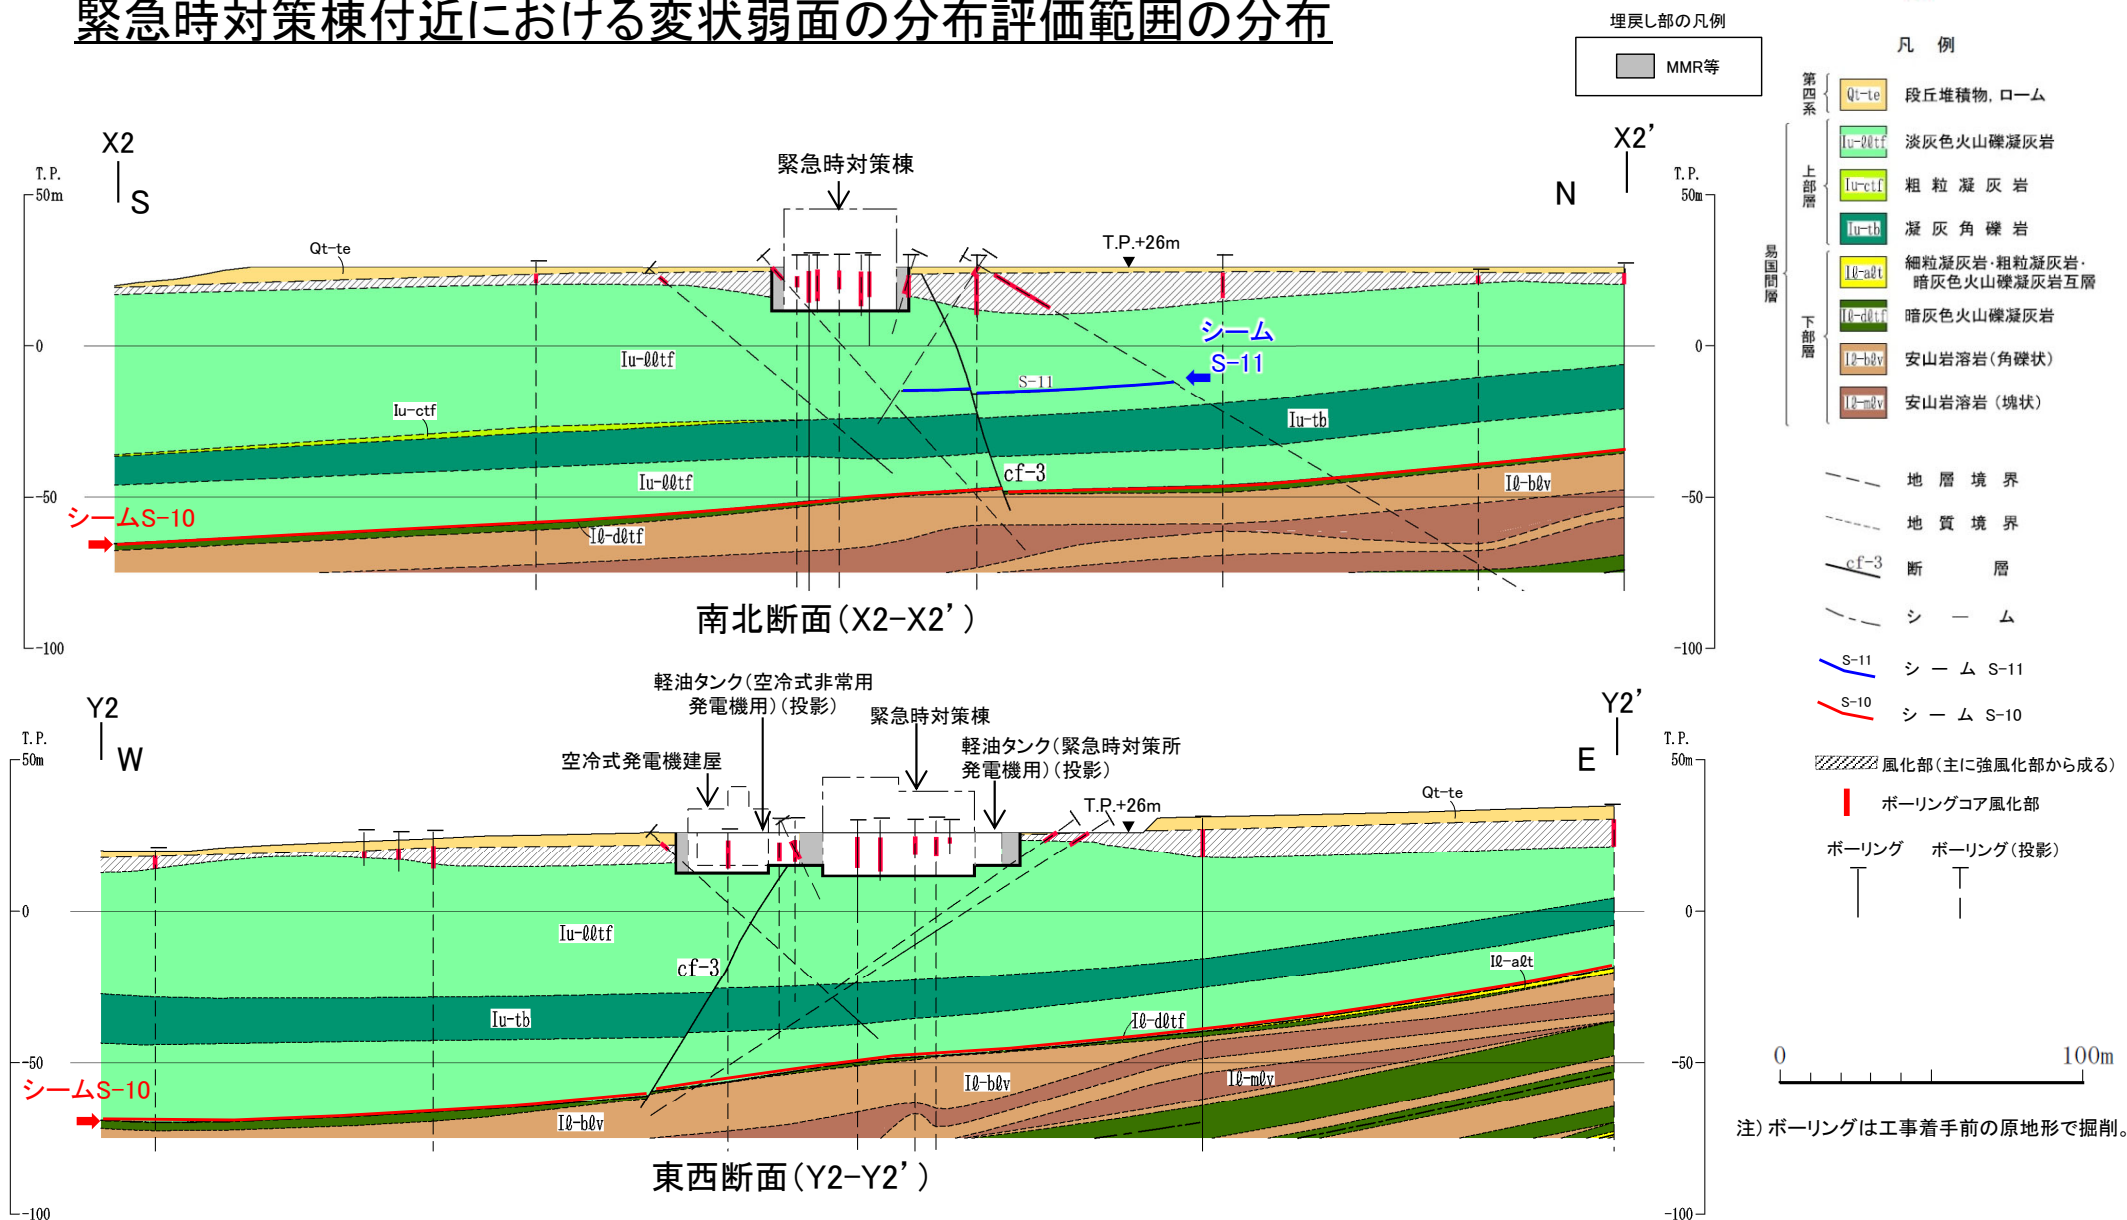 緊急時対策棟付近における変状弱面の分布評価範囲の分布
埋戻し部の凡例
MMR等
凡 例
第四系
Qt-te 段丘堆積物, ローム
易国間層
上部層
Iu-ℓℓtf 淡灰色火山礫凝灰岩
Iu-ctf 粗粒凝灰岩
Iu-tb 凝灰角礫岩
下部層
Iℓ-aℓt 細粒凝灰岩・粗粒凝灰岩・
暗灰色火山礫凝灰岩互層
Iℓ-dℓtf 暗灰色火山礫凝灰岩
Iℓ-bℓv 安山岩溶岩（角礫状）
Iℓ-mℓv 安山岩溶岩（塊状）
地層境界
地質境界
cf-3 断層
シーム
S-11 シーム S-11
S-10 シーム S-10
風化部（主に強風化部から成る）
ボーリングコア風化部
ボーリング ボーリング（投影）
0 100m
注）ボーリングは工事着手前の原地形で掘削。
X2
X2’
S
N
T.P.
50m
0
-50
-100
T.P.
50m
0
-50
-100
緊急時対策棟
Qt-te
T.P.+26m
シーム
S-11
S-11
Iu-ℓℓtf
Iu-ctf
Iu-tb
Iu-ℓℓtf
cf-3
Iℓ-bℓv
シームS-10
Iℓ-dℓtf
南北断面（X2-X2’）
Y2
Y2’
W
E
T.P.
50m
0
-50
-100
T.P.
50m
0
-50
-100
軽油タンク（空冷式非常用
発電機用）（投影）
緊急時対策棟
空冷式発電機建屋
軽油タンク（緊急時対策所
発電機用）（投影）
T.P.+26m
Qt-te
Iu-ℓℓtf
cf-3
Iℓ-aℓt
Iu-tb
Iℓ-dℓtf
シームS-10
Iℓ-bℓv
Iℓ-mℓv
Iℓ-bℓv
東西断面（Y2-Y2’）